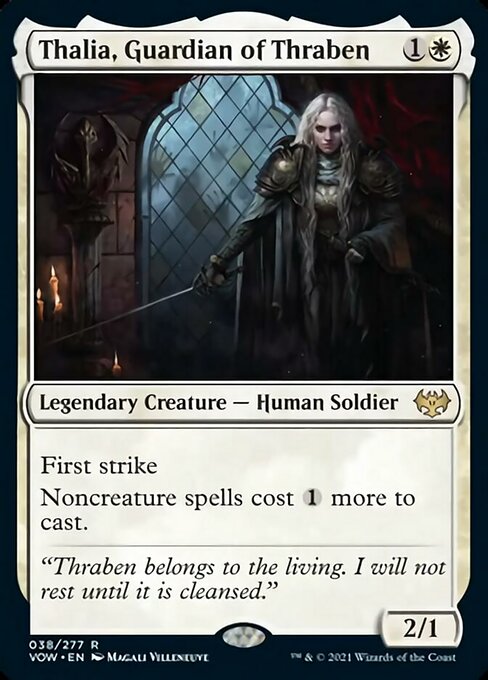 Thalia, Guardian of Thraben 1
Legendary Creature — Human Soldier
First strike
Noncreature spells cost 1 more to
cast.
“Thraben belongs to the living. I will not
rest until it is cleansed.”
2/1
038/277 R
VOW • EN Magali Villeneuve
™ & © 2021 Wizards of the Coast